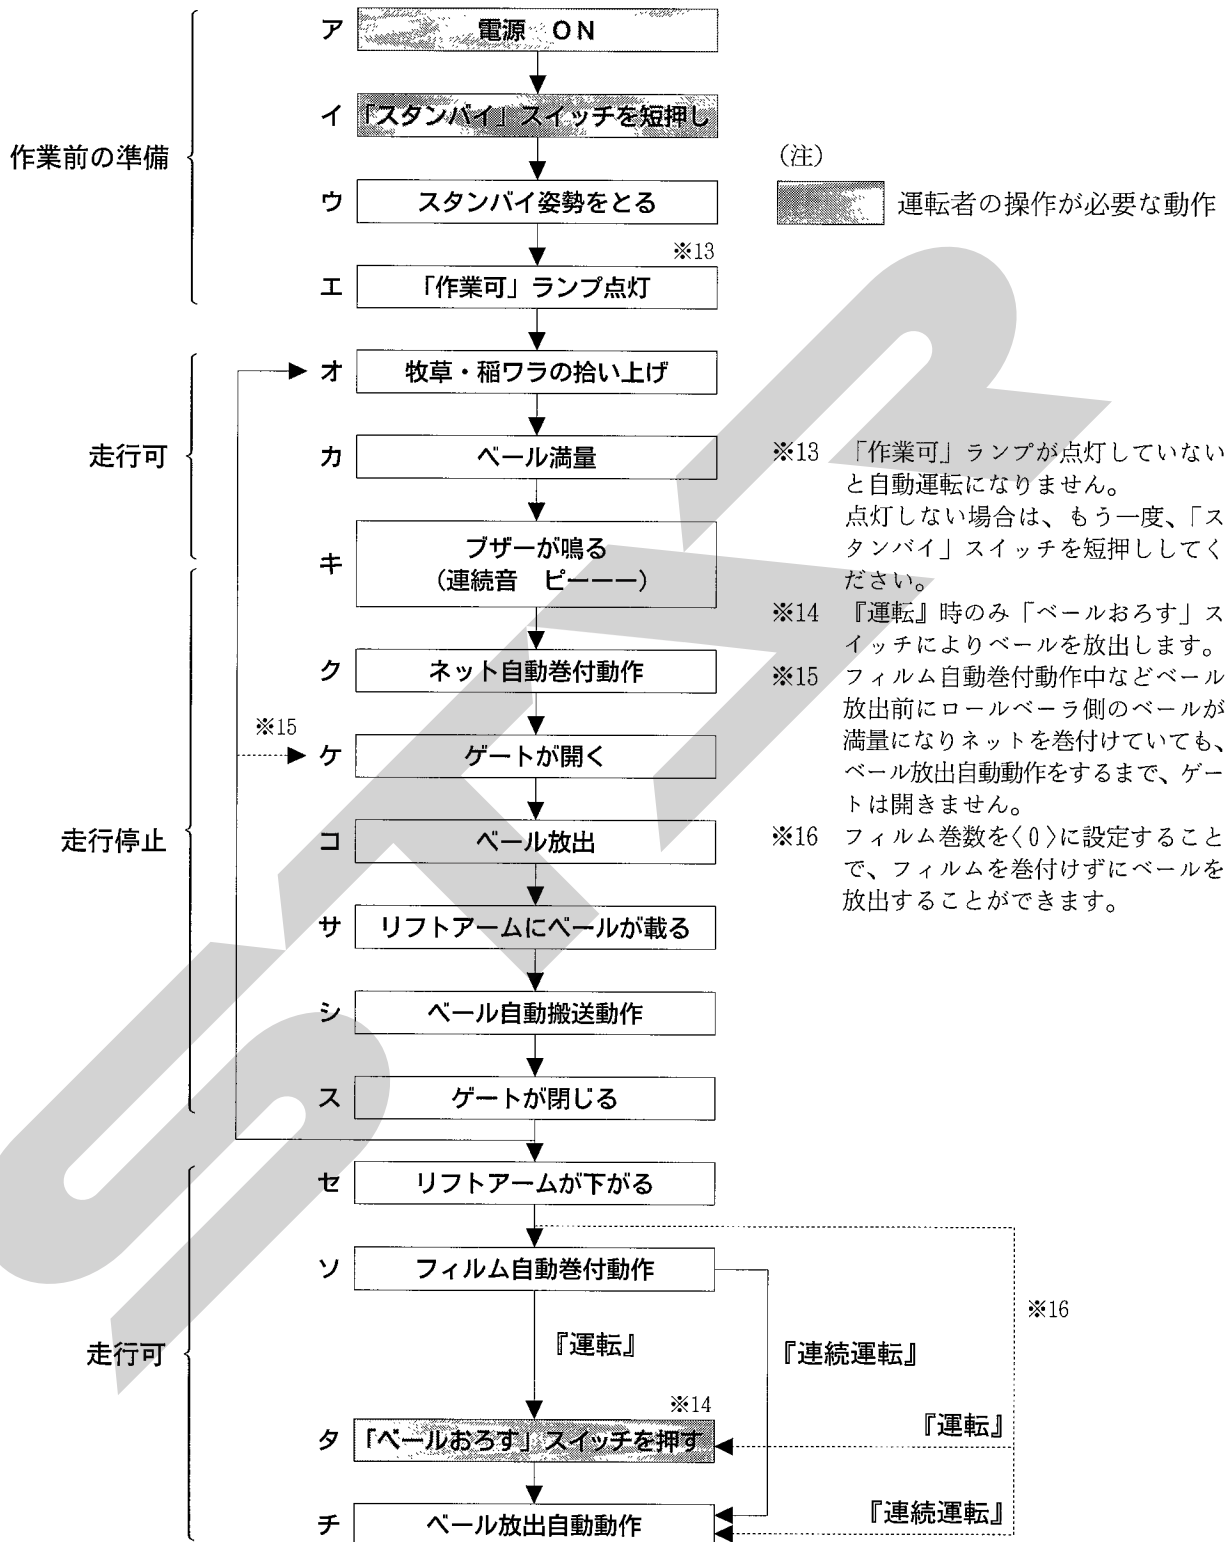 ア 電源 ON
イ 「スタンバイ」スイッチを短押し
作業前の準備
（注）
ウ スタンバイ姿勢をとる
運転者の操作が必要な動作
※13
エ 「作業可」ランプ点灯
オ 牧草・稲ワラの拾い上げ
走行可
カ ベール満量
キ ブザーが鳴る
（連続音 ピーーー）
ク ネット自動巻付動作
※15
ケ ゲートが開く
走行停止
コ ベール放出
サ リフトアームにベールが載る
シ ベール自動搬送動作
ス ゲートが閉じる
※13 「作業可」ランプが点灯していない
と自動運転になりません。
点灯しない場合は、もう一度、「ス
タンバイ」スイッチを短押ししてく
ださい。
※14 『運転』時のみ「ベールおろす」ス
イッチによりベールを放出します。
※15 フィルム自動巻付動作中などベール
放出前にロールベーラ側のベールが
満量になりネットを巻付けていても、
ベール放出自動動作をするまで、ゲー
トは開きません。
※16 フィルム巻数を〈0〉に設定すること
で、フィルムを巻付けずにベールを
放出することができます。
セ リフトアームが下がる
ソ フィルム自動巻付動作
※16
走行可
『運転』
『連続運転』
※14
『運転』
タ 「ベールおろす」スイッチを押す
『連続運転』
チ ベール放出自動動作
STAR